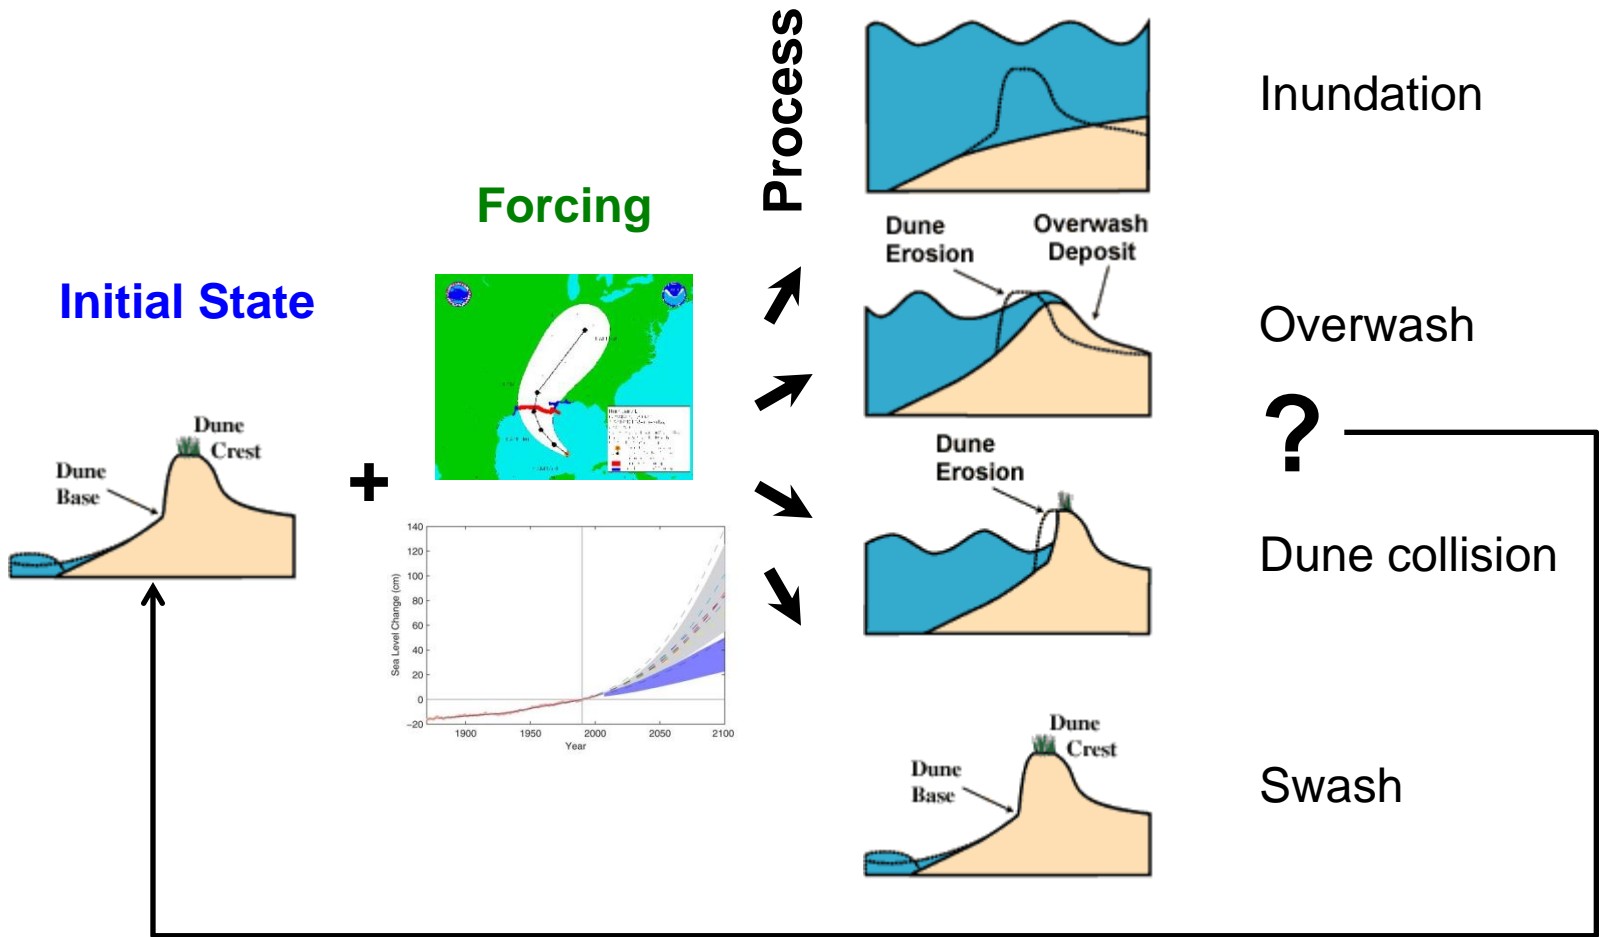 Initial State
Dune
Crest
Dune
Base
+
Forcing
Sea Level Change (cm)
140
120
100
80
60
40
20
0
−20
1900
1950
2000
2050
2100
Year
Process
Inundation
Dune
Erosion
Overwash
Deposit
Overwash
?
Dune
Erosion
Dune collision
Dune
Crest
Dune
Base
Swash